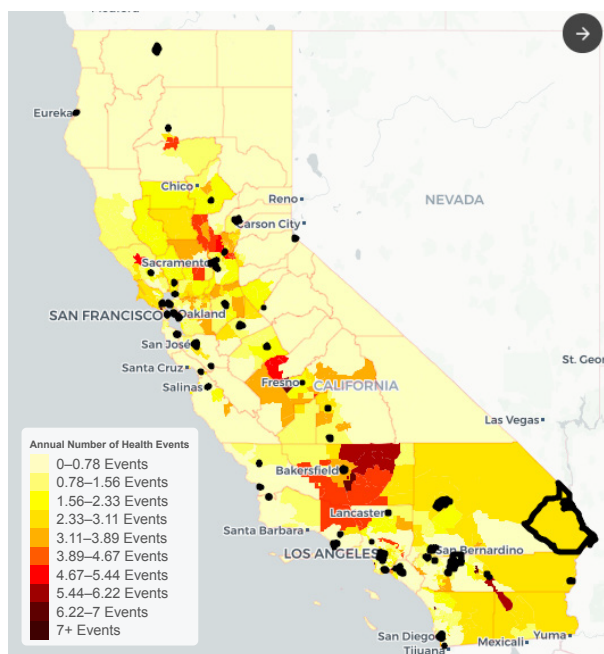 Medford
Eureka
Chico
Reno
Carson City
NEVADA
Sacramento
SAN FRANCISCO
Oakland
San José
Santa Cruz
Salinas
Fresno
CALIFORNIA
St. Geor
Las Vegas
Bakersfield
Lancaster
Santa Barbara
LOS ANGELES
San Bernardino
San Diego
Tijuana
Mexicali
Yuma
Annual Number of Health Events
0–0.78 Events
0.78–1.56 Events
1.56–2.33 Events
2.33–3.11 Events
3.11–3.89 Events
3.89–4.67 Events
4.67–5.44 Events
5.44–6.22 Events
6.22–7 Events
7+ Events